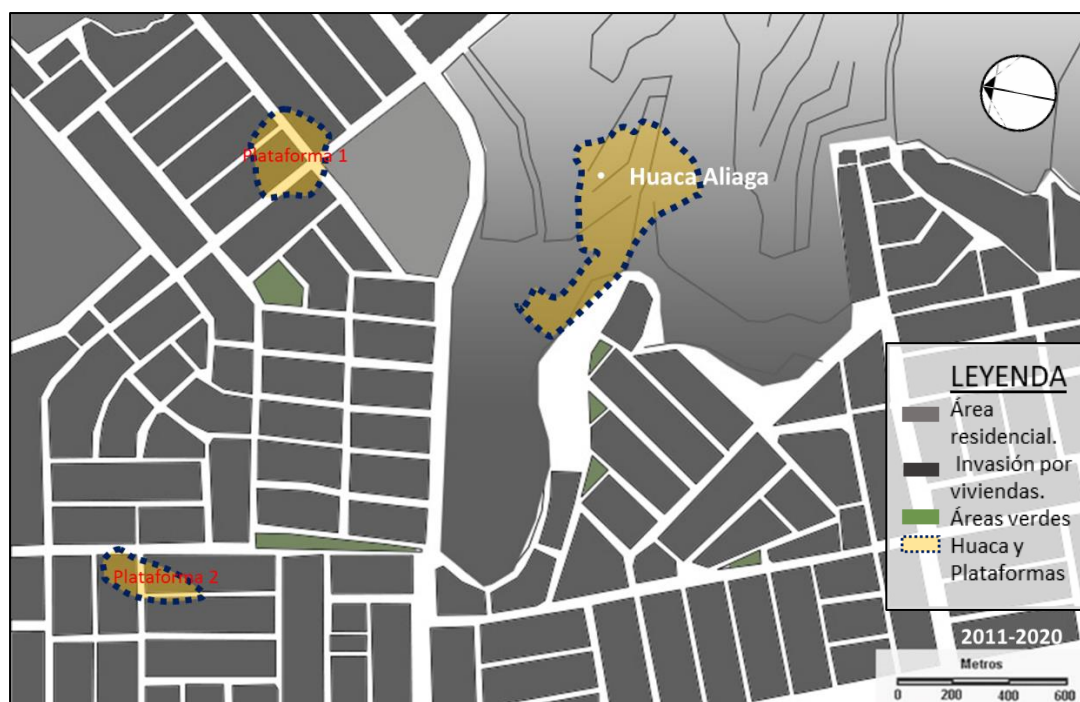 Plataforma 1
Huaca Aliaga
Plataforma 2
LEYENDA
Área
residencial.
Invasión por
viviendas.
Áreas verdes
Huaca y
Plataformas
2011-2020
Metros
0 200 400 600